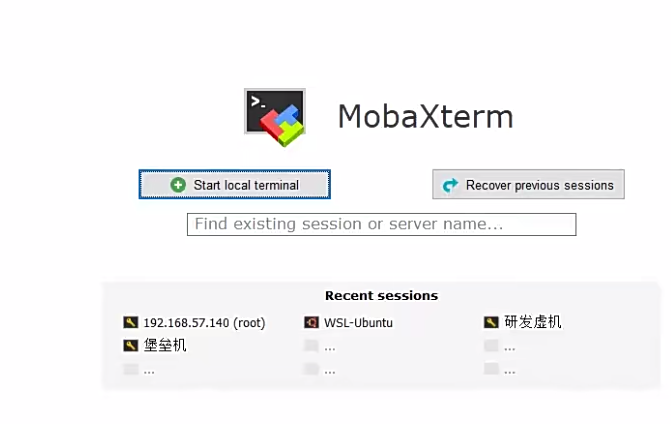 >_
MobaXterm
Start local terminal
Recover previous sessions
Find existing session or server name...
Recent sessions
192.168.57.140 (root)
WSL-Ubuntu
研发虚机
堡垒机
...
...
...
...
...